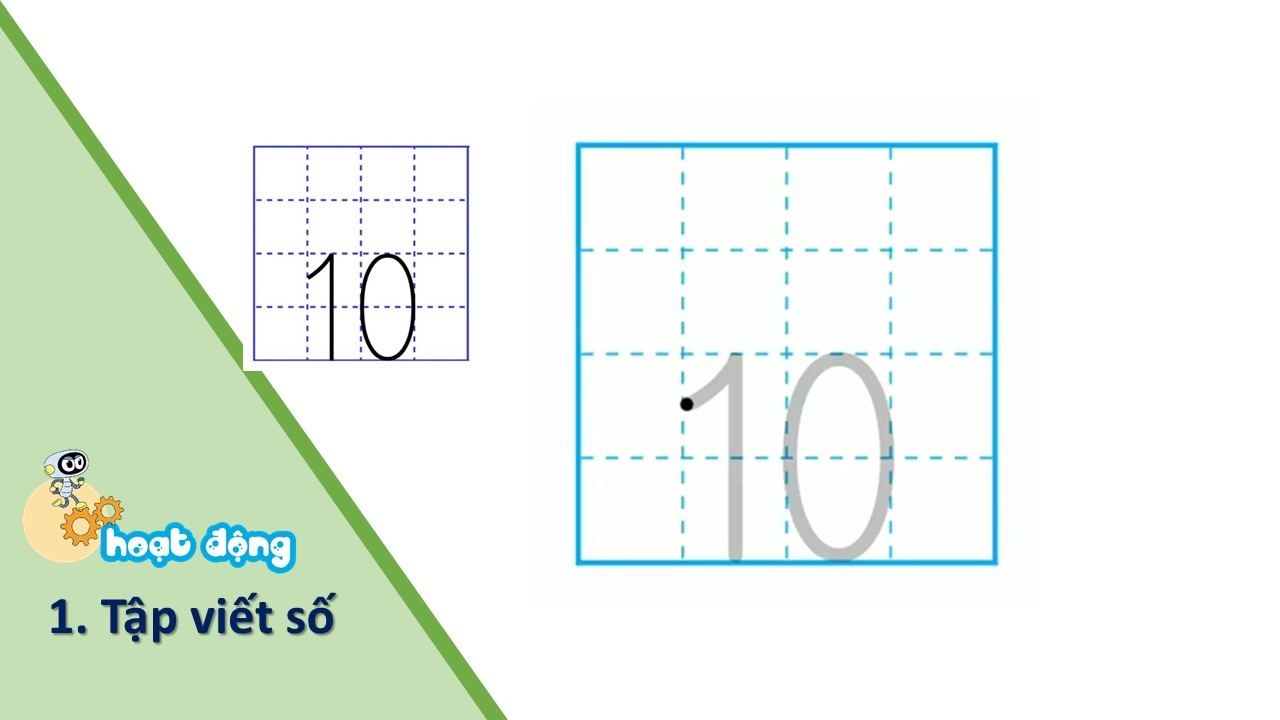 10
10
hoạt động
1. Tập viết số